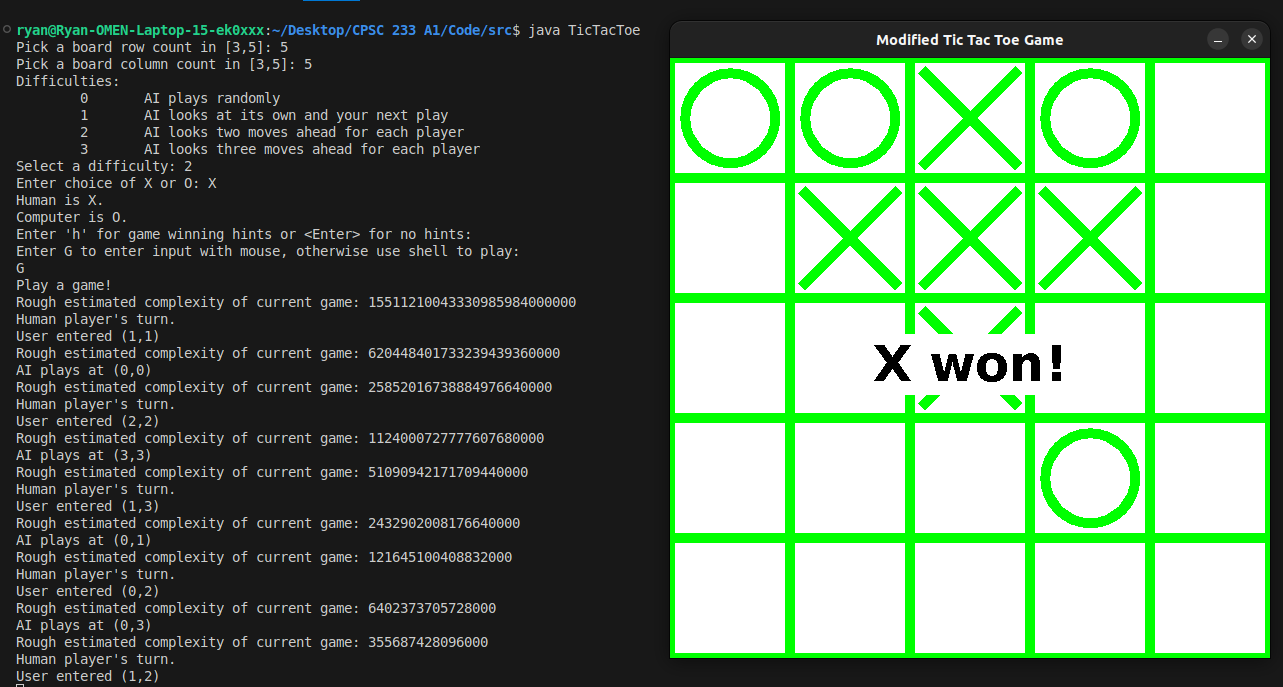 ryan@Ryan-OMEN-Laptop-15-ek0xxx:~/Desktop/CPSC 233 A1/Code/src$ java TicTacToe
Pick a board row count in [3,5]: 5
Pick a board column count in [3,5]: 5
Difficulties:
0 AI plays randomly
1 AI looks at its own and your next play
2 AI looks two moves ahead for each player
3 AI looks three moves ahead for each player
Select a difficulty: 2
Enter choice of X or O: X
Human is X.
Computer is O.
Enter 'h' for game winning hints or <Enter> for no hints:
Enter G to enter input with mouse, otherwise use shell to play:
G
Play a game!
Rough estimated complexity of current game: 15511210043330985984000000
Human player's turn.
User entered (1,1)
Rough estimated complexity of current game: 620448401733239439360000
AI plays at (0,0)
Rough estimated complexity of current game: 25852016738884976640000
Human player's turn.
User entered (2,2)
Rough estimated complexity of current game: 1124000727777607680000
AI plays at (3,3)
Rough estimated complexity of current game: 51090942171709440000
Human player's turn.
User entered (1,3)
Rough estimated complexity of current game: 2432902008176640000
AI plays at (0,1)
Rough estimated complexity of current game: 121645100408832000
Human player's turn.
User entered (0,2)
Rough estimated complexity of current game: 6402373705728000
AI plays at (0,3)
Rough estimated complexity of current game: 355687428096000
Human player's turn.
User entered (1,2)
Modified Tic Tac Toe Game
X won!